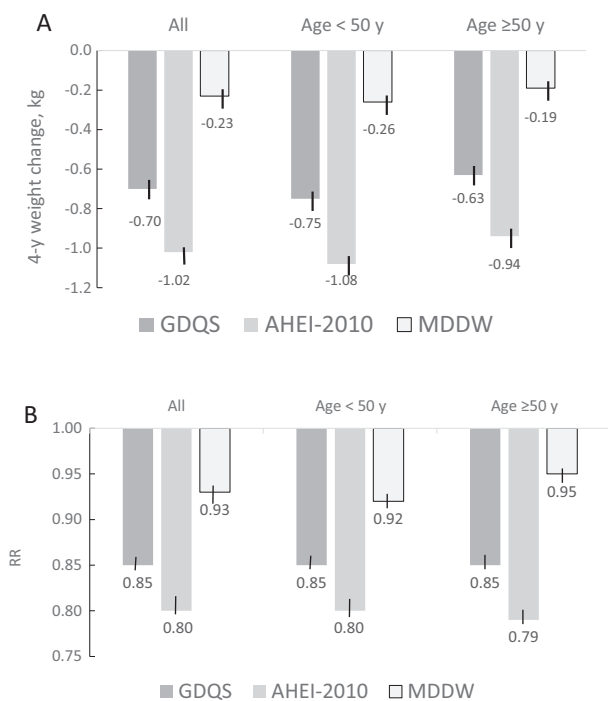 A
All Age < 50 y Age ≥50 y
4-y weight change, kg
0.0
-0.2
-0.4
-0.6
-0.8
-1.0
-1.2
-0.70 -1.02 -0.23 -0.75 -1.08 -0.26 -0.63 -0.94 -0.19
GDQS AHEI-2010 MDDW
B
All Age < 50 y Age ≥50 y
RR
1.00
0.95
0.90
0.85
0.80
0.75
0.85 0.80 0.93 0.85 0.80 0.92 0.85 0.79 0.95
GDQS AHEI-2010 MDDW